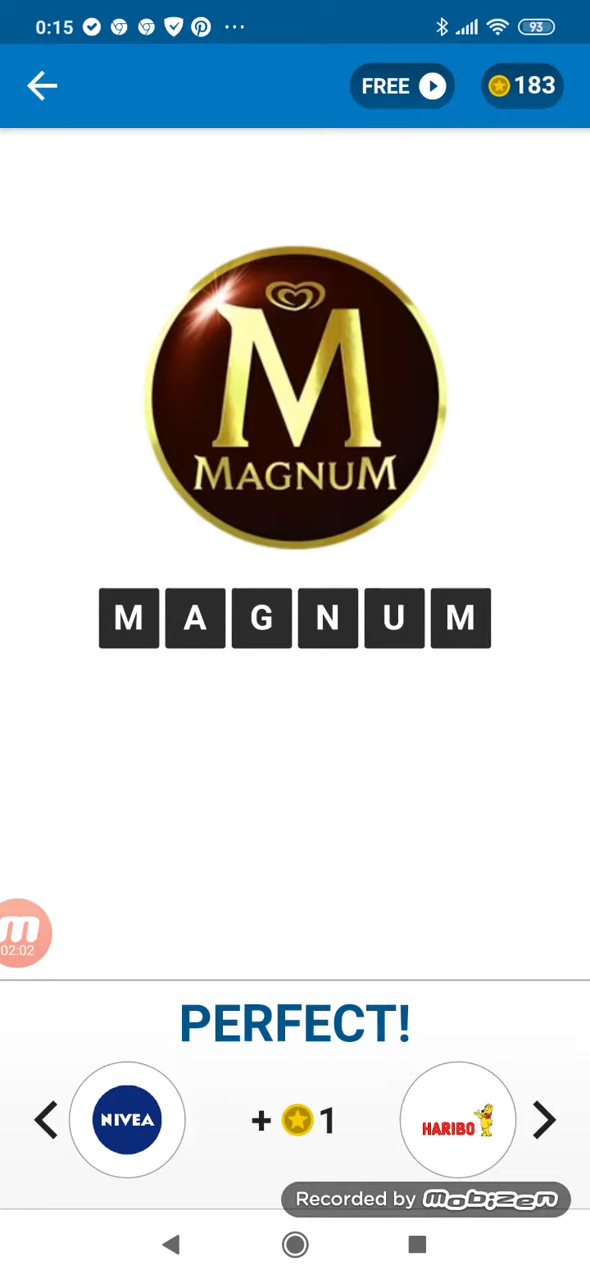 0:15 ... 93
FREE 183
M
MAGNUM
M A G N U M
m
02:02
PERFECT!
NIVEA + 1 HARIBO
Recorded by mobizen